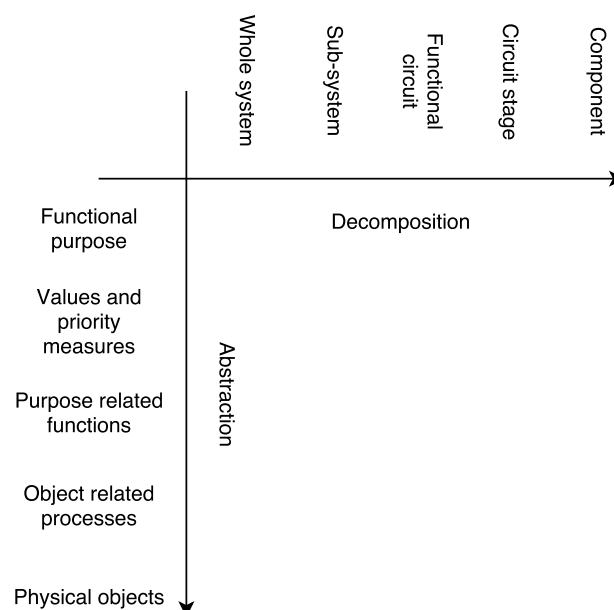 Whole system
Sub-system
Functional
circuit
Circuit stage
Component
Functional
purpose
Decomposition
Values and
priority
measures
Abstraction
Purpose related
functions
Object related
processes
Physical objects